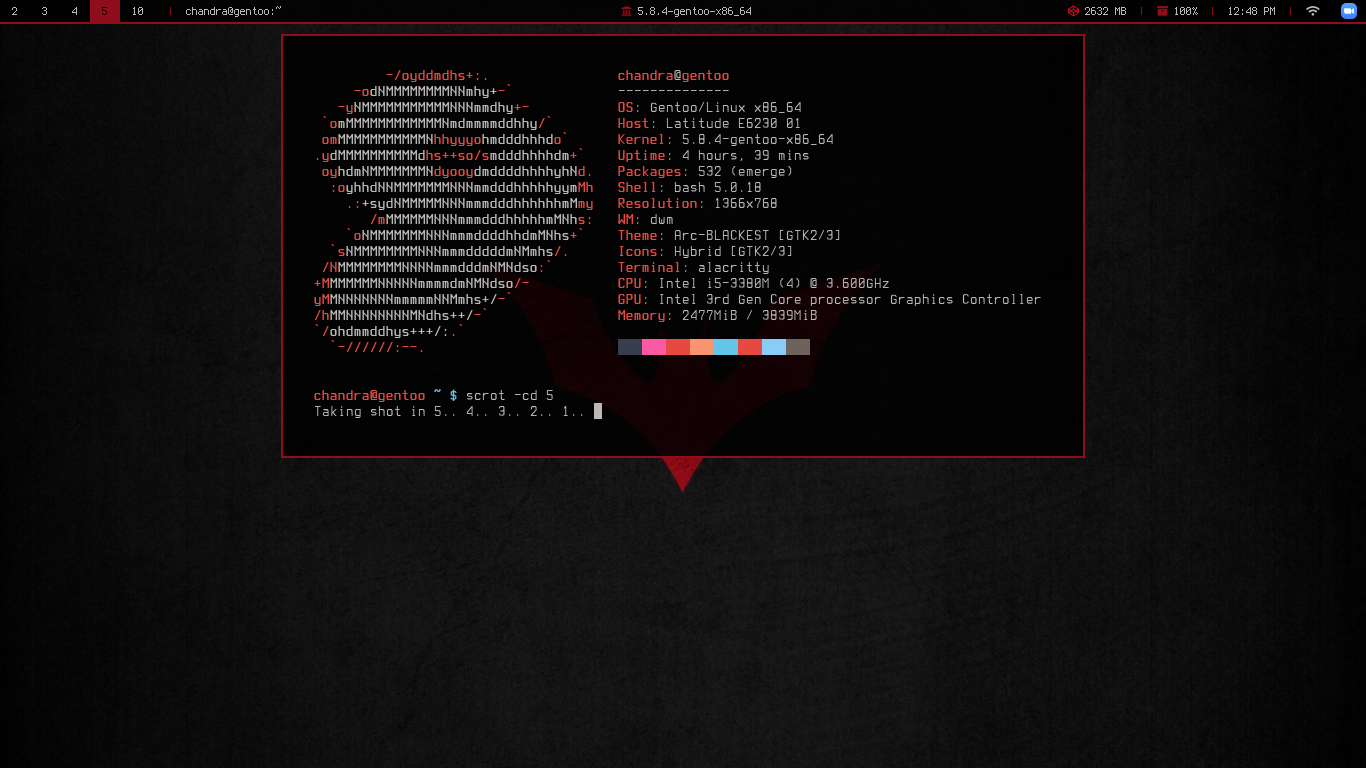 2 3 4 5 10 | chandra@gentoo:~ 5.8.4-gentoo-x86_64 2632 MB | 100% | 12:48 PM |
-/oyddmdhs+:.
-odNMMMMMMMMNNmhy+-`
-yNMMMMMMMMMMMNNNmmdhy+-
`omMMMMMMMMMMMMNmdmmmmddhhy/`
omMMMMMMMMMMMNhhyyyohmdddhhhdo`
.ydMMMMMMMMMMdhs++so/smdddhhhhdm+`
oyhdmNMMMMMMMNdyooydmddddhhhhyhNd.
:oyhhdNNMMMMMMMNNNmmdddhhhhhyymMh
.:+sydNMMMMMNNNmmmdddhhhhhhmMmy
/mMMMMMMNNNmmmdddhhhhhmMNhs:
`oNMMMMMMMNNNmmmddddhhdmMNhs+`
`sNMMMMMMMMNNNmmmdddddmNMmhs/.
/NMMMMMMMMNNNNmmmdddmNMNdso:`
+MMMMMMMNNNNNmmmmdmNMNdso/-
yMMNNNNNNNmmmmmNNMmhs+/-`
/hMMNNNNNNNNMNdhs++/-`
`/ohdmmddhys+++/:.`
`-//////:--.
chandra@gentoo
--------------
OS: Gentoo/Linux x86_64
Host: Latitude E6230 01
Kernel: 5.8.4-gentoo-x86_64
Uptime: 4 hours, 39 mins
Packages: 532 (emerge)
Shell: bash 5.0.18
Resolution: 1366x768
WM: dwm
Theme: Arc-BLACKEST [GTK2/3]
Icons: Hybrid [GTK2/3]
Terminal: alacritty
CPU: Intel i5-3380M (4) @ 3.600GHz
GPU: Intel 3rd Gen Core processor Graphics Controller
Memory: 2477MiB / 3839MiB
chandra@gentoo ~ $ scrot -cd 5
Taking shot in 5.. 4.. 3.. 2.. 1..